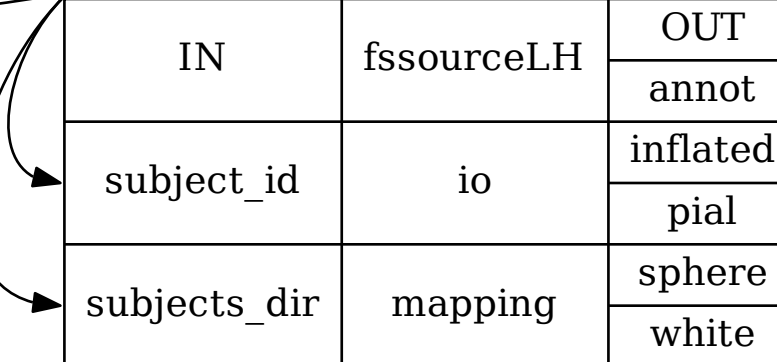 IN
subject_id
subjects_dir
fssourceLH
io
mapping
OUT
annot
inflated
pial
sphere
white